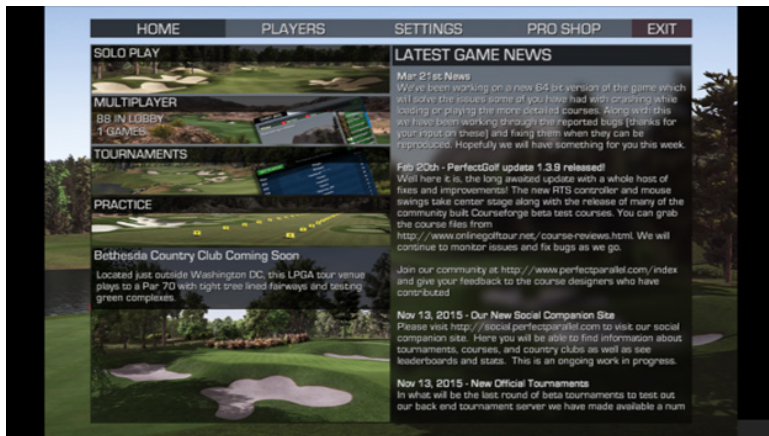 HOME PLAYERS SETTINGS PRO SHOP EXIT
SOLO PLAY
MULTIPLAYER
88 IN LOBBY
1 GAMES
TOURNAMENTS
PRACTICE
Bethesda Country Club Coming Soon
Located just outside Washington DC, this LPGA tour venue
plays to a Par 70 with tight tree lined fairways and testing
green complexes.
LATEST GAME NEWS
Mar 21st News
We've been working on a new 64 bit version of the game which
will solve the issues some of you have had with crashing while
loading or playing the more detailed courses. Along with this
we have been working through the reported bugs (thanks for
your input on these) and fixing them when they can be
reproduced. Hopefully we will have something for you this week.
Feb 20th - PerfectGolf update 1.3.9 released!
Well here it is, the long awaited update with a whole host of
fixes and improvements! The new RTS controller and mouse
swings take center stage along with the release of many of the
community built Courseforge beta test courses. You can grab
the course files from
http://www.onlinegolftour.net/course-reviews.html. We will
continue to monitor issues and fix bugs as we go.
Join our community at http://www.perfectparallel.com/index
and give your feedback to the course designers who have
contributed
Nov 13, 2015 - Our New Social Companion Site
Please visit http://social.perfectparallel.com to visit our social
companion site. Here you will be able to find information about
tournaments, courses, and country clubs as well as see
leaderboards and stats. This is an ongoing work in progress.
Nov 13, 2015 - New Official Tournaments
In what will be the last round of beta tournaments to test out
our back end tournament server we have made available a num